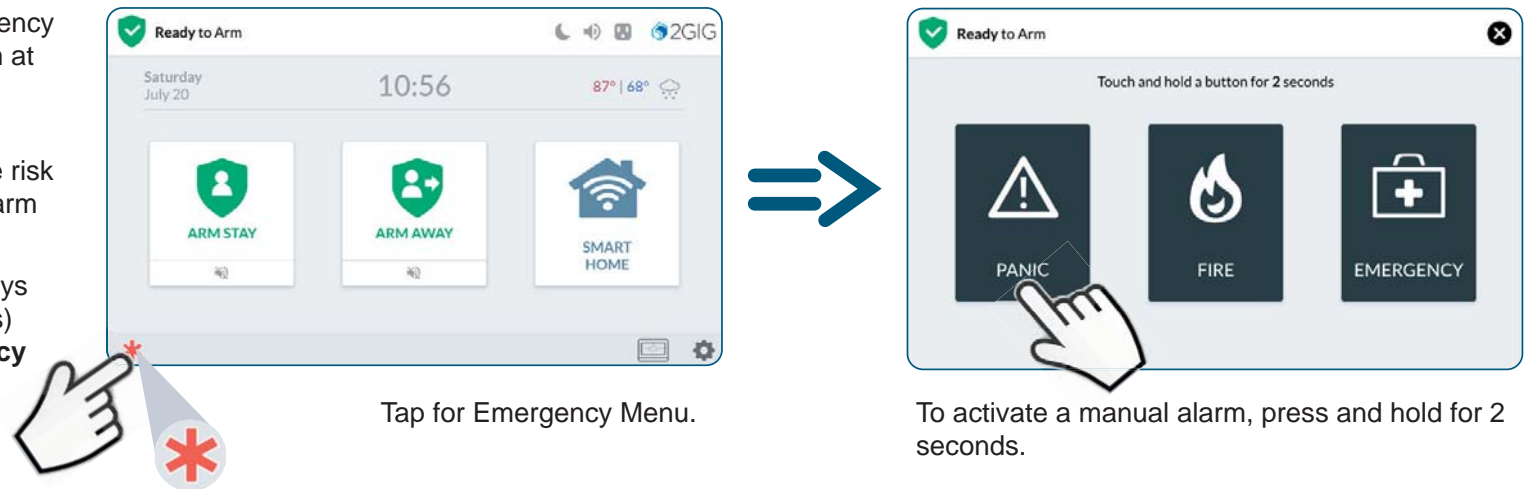 ency
at
e risk
arm
ys
s)
cy
Ready to Arm
2GIG
Saturday
July 20
10:56
87° | 68°
ARM STAY
ARM AWAY
SMART
HOME
Tap for Emergency Menu.
Ready to Arm
Touch and hold a button for 2 seconds
PANIC
FIRE
EMERGENCY
To activate a manual alarm, press and hold for 2
seconds.